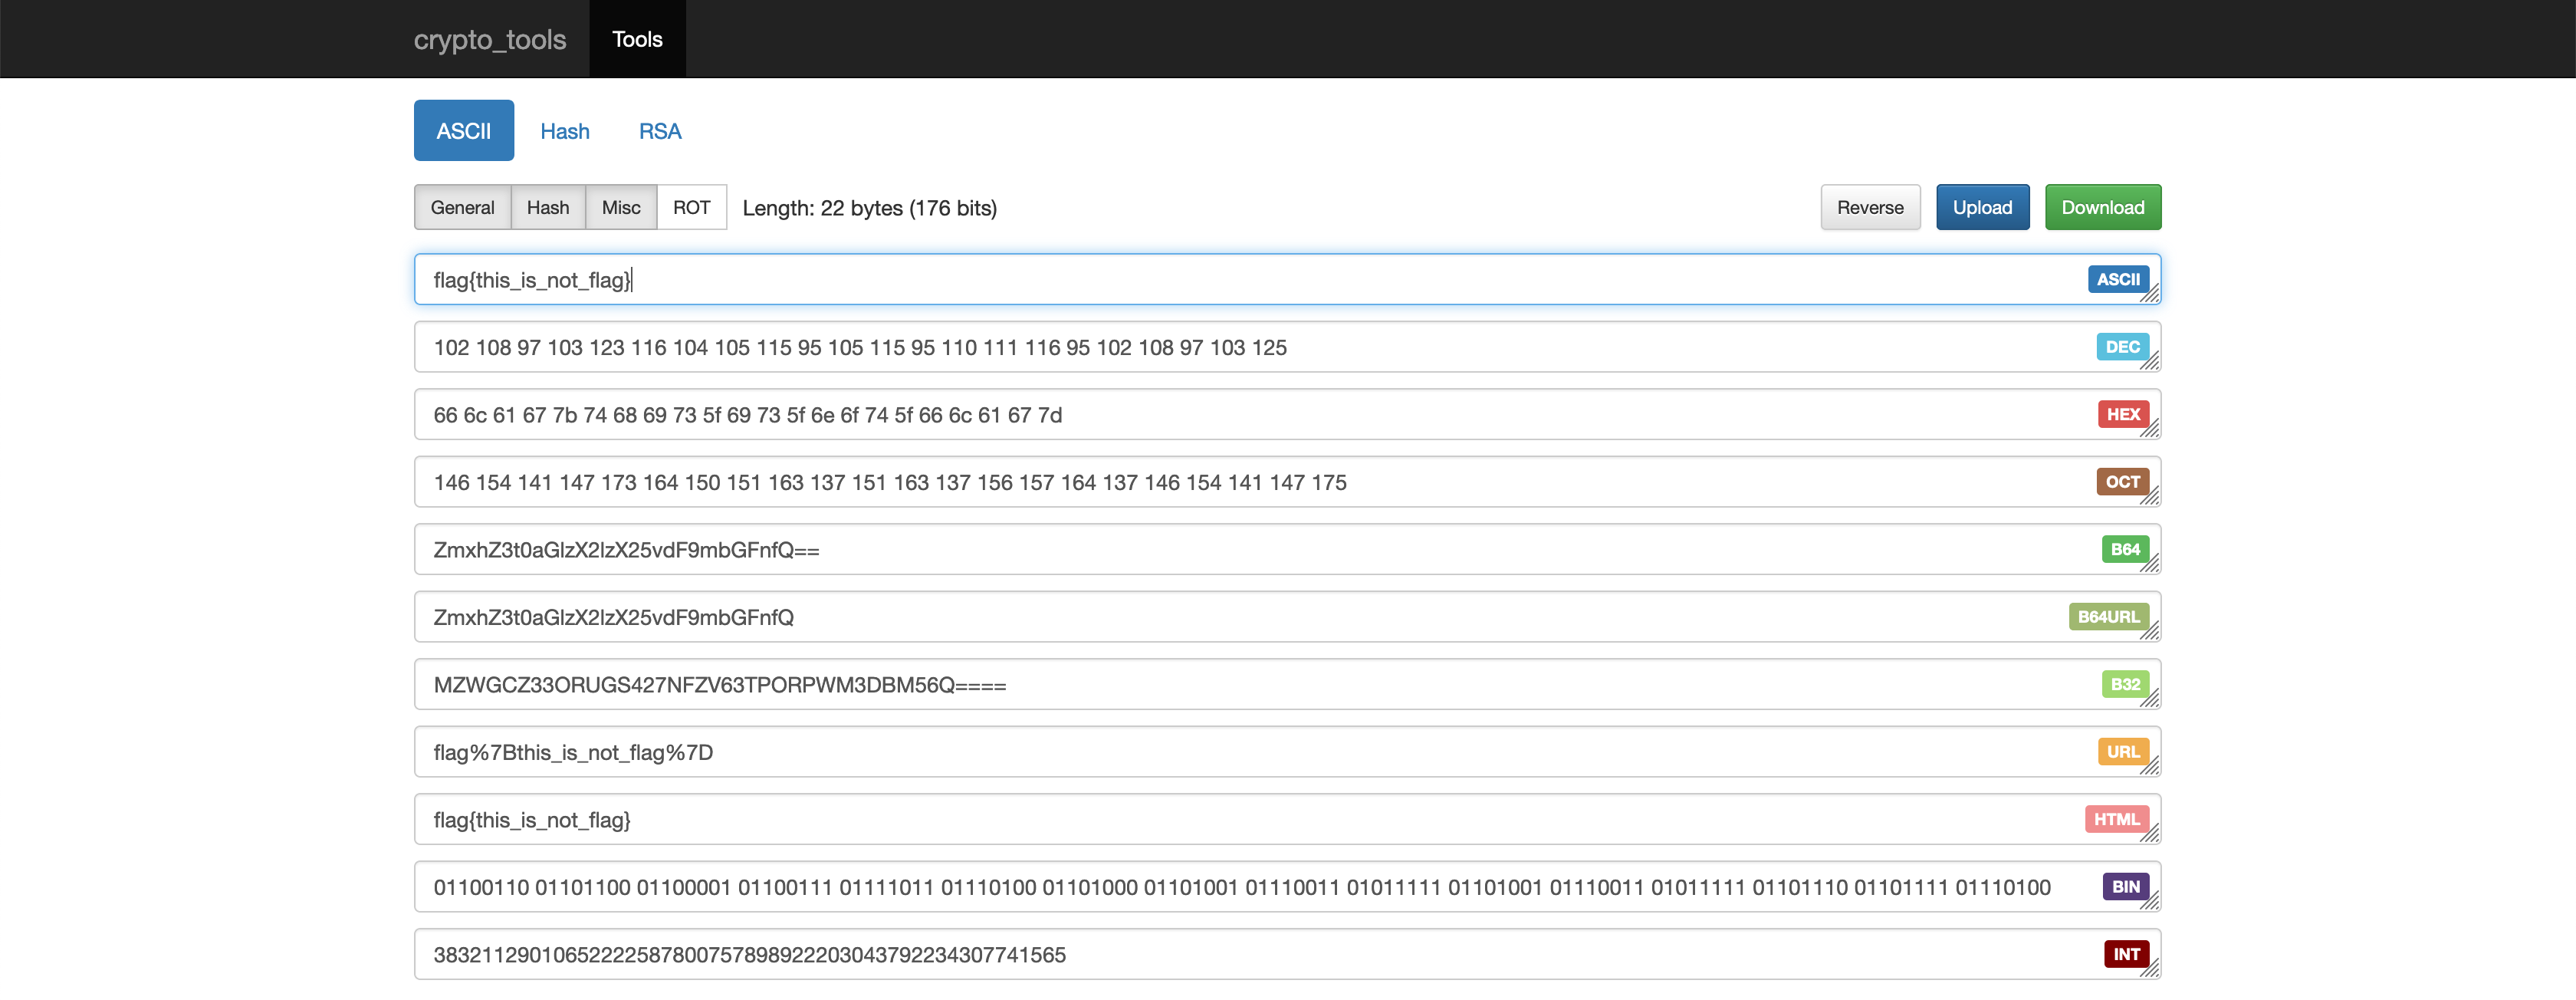 crypto_tools Tools
ASCII Hash RSA
General Hash Misc ROT Length: 22 bytes (176 bits) Reverse Upload Download
flag{this_is_not_flag} ASCII
102 108 97 103 123 116 104 105 115 95 105 115 95 110 111 116 95 102 108 97 103 125 DEC
66 6c 61 67 7b 74 68 69 73 5f 69 73 5f 6e 6f 74 5f 66 6c 61 67 7d HEX
146 154 141 147 173 164 150 151 163 137 151 163 137 156 157 164 137 146 154 141 147 175 OCT
ZmxhZ3t0aGlzX2lzX25vdF9mbGFnfQ== B64
ZmxhZ3t0aGlzX2lzX25vdF9mbGFnfQ B64URL
MZWGCZ33ORUGS427NFZV63TPORPWM3DBM56Q==== B32
flag%7Bthis_is_not_flag%7D URL
flag{this_is_not_flag} HTML
01100110 01101100 01100001 01100111 01111011 01110100 01101000 01101001 01110011 01011111 01101001 01110011 01011111 01101110 01101111 01110100 BIN
38321129010652222587800757898922203043792234307741565 INT